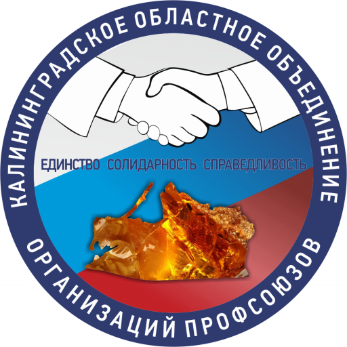 КАЛИНИНГРАДСКОЕ ОБЛАСТНОЕ ОБЪЕДИНЕНИЕ
ЕДИНСТВО СОЛИДАРНОСТЬ СПРАВЕДЛИВОСТЬ
ОРГАНИЗАЦИЙ ПРОФСОЮЗОВ